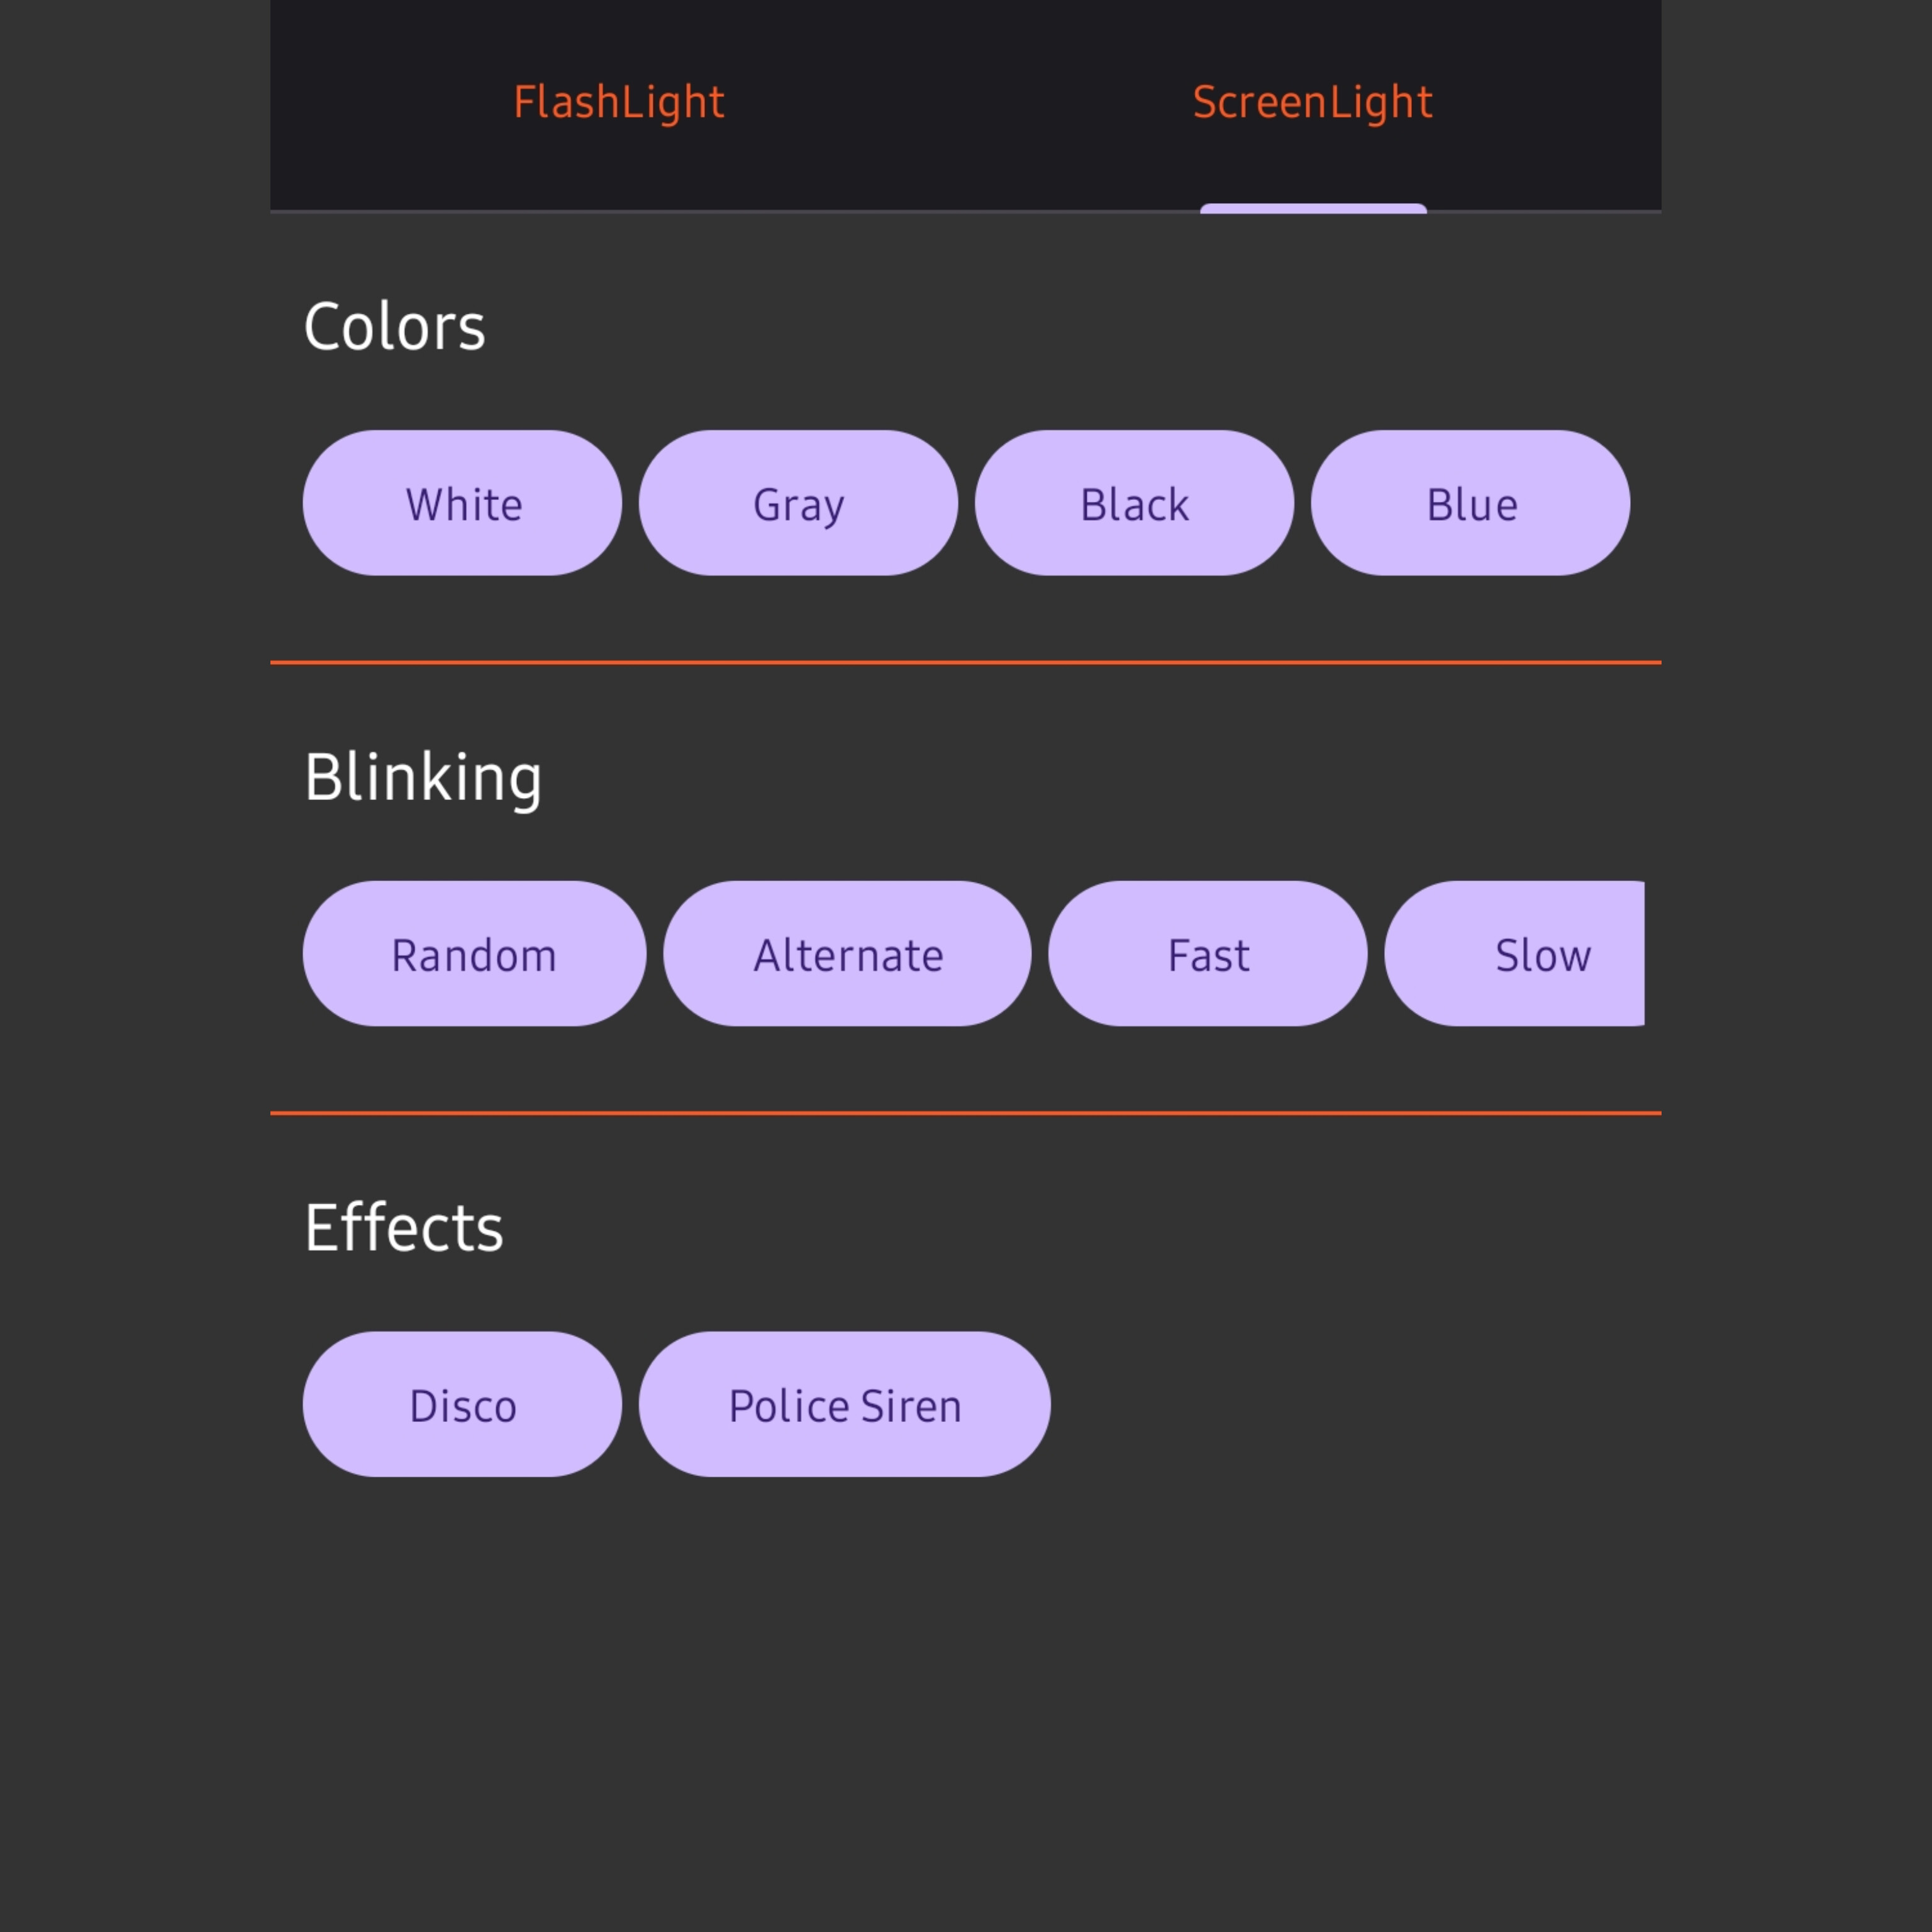 FlashLight ScreenLight
Colors
White Gray Black Blue
Blinking
Random Alternate Fast Slow
Effects
Disco Police Siren